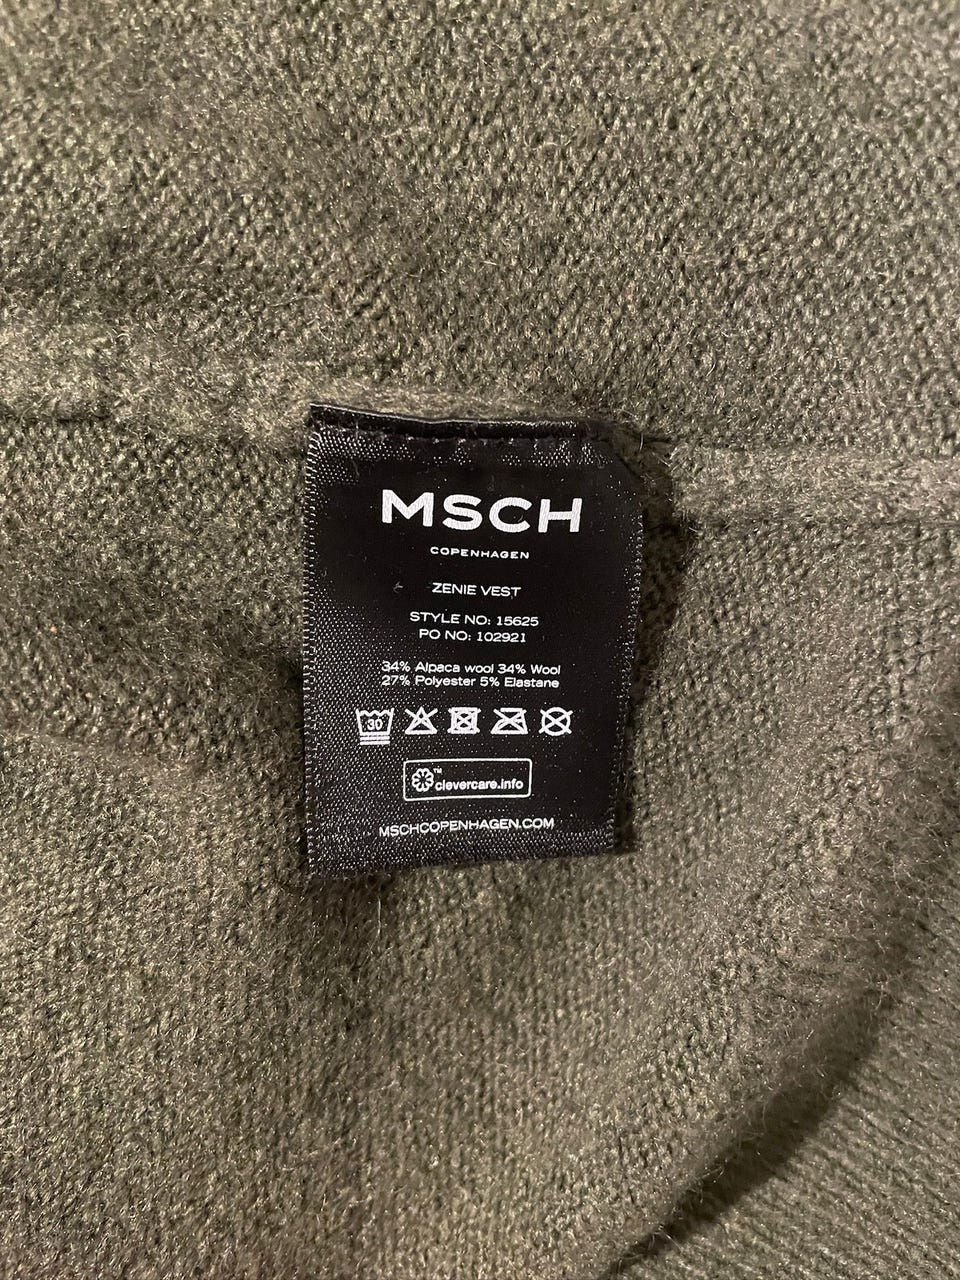 MSCH
COPENHAGEN
ZENIE VEST
STYLE NO: 15625
PO NO: 102921
34% Alpaca wool 34% Wool
27% Polyester 5% Elastane
30
™
clevercare.info
MSCHCOPENHAGEN.COM